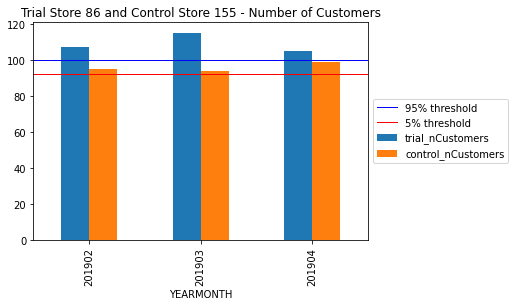 Trial Store 86 and Control Store 155 - Number of Customers
120
100
80
60
40
20
0
201902
201903
201904
YEARMONTH
95% threshold
5% threshold
trial_nCustomers
control_nCustomers